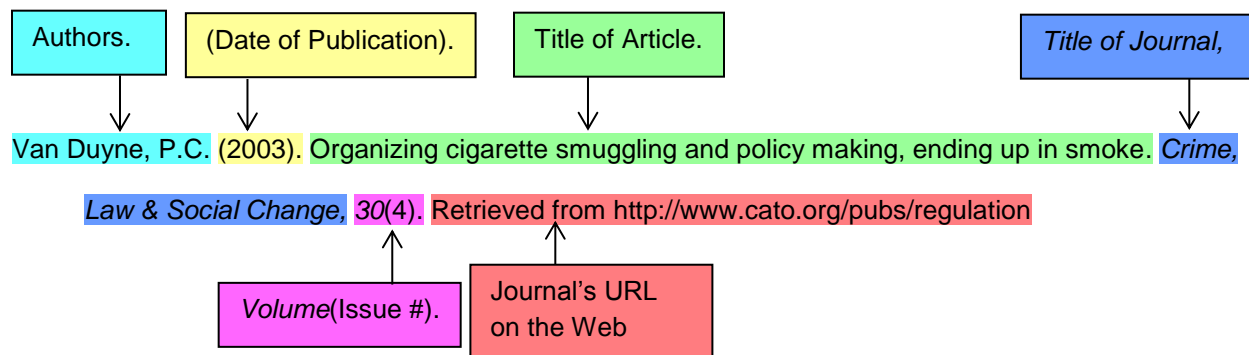 Authors. (Date of Publication). Title of Article. Title of Journal,
Van Duyne, P.C. (2003). Organizing cigarette smuggling and policy making, ending up in smoke. Crime,
Law & Social Change, 30(4). Retrieved from http://www.cato.org/pubs/regulation
Volume(Issue #).
Journal’s URL
on the Web